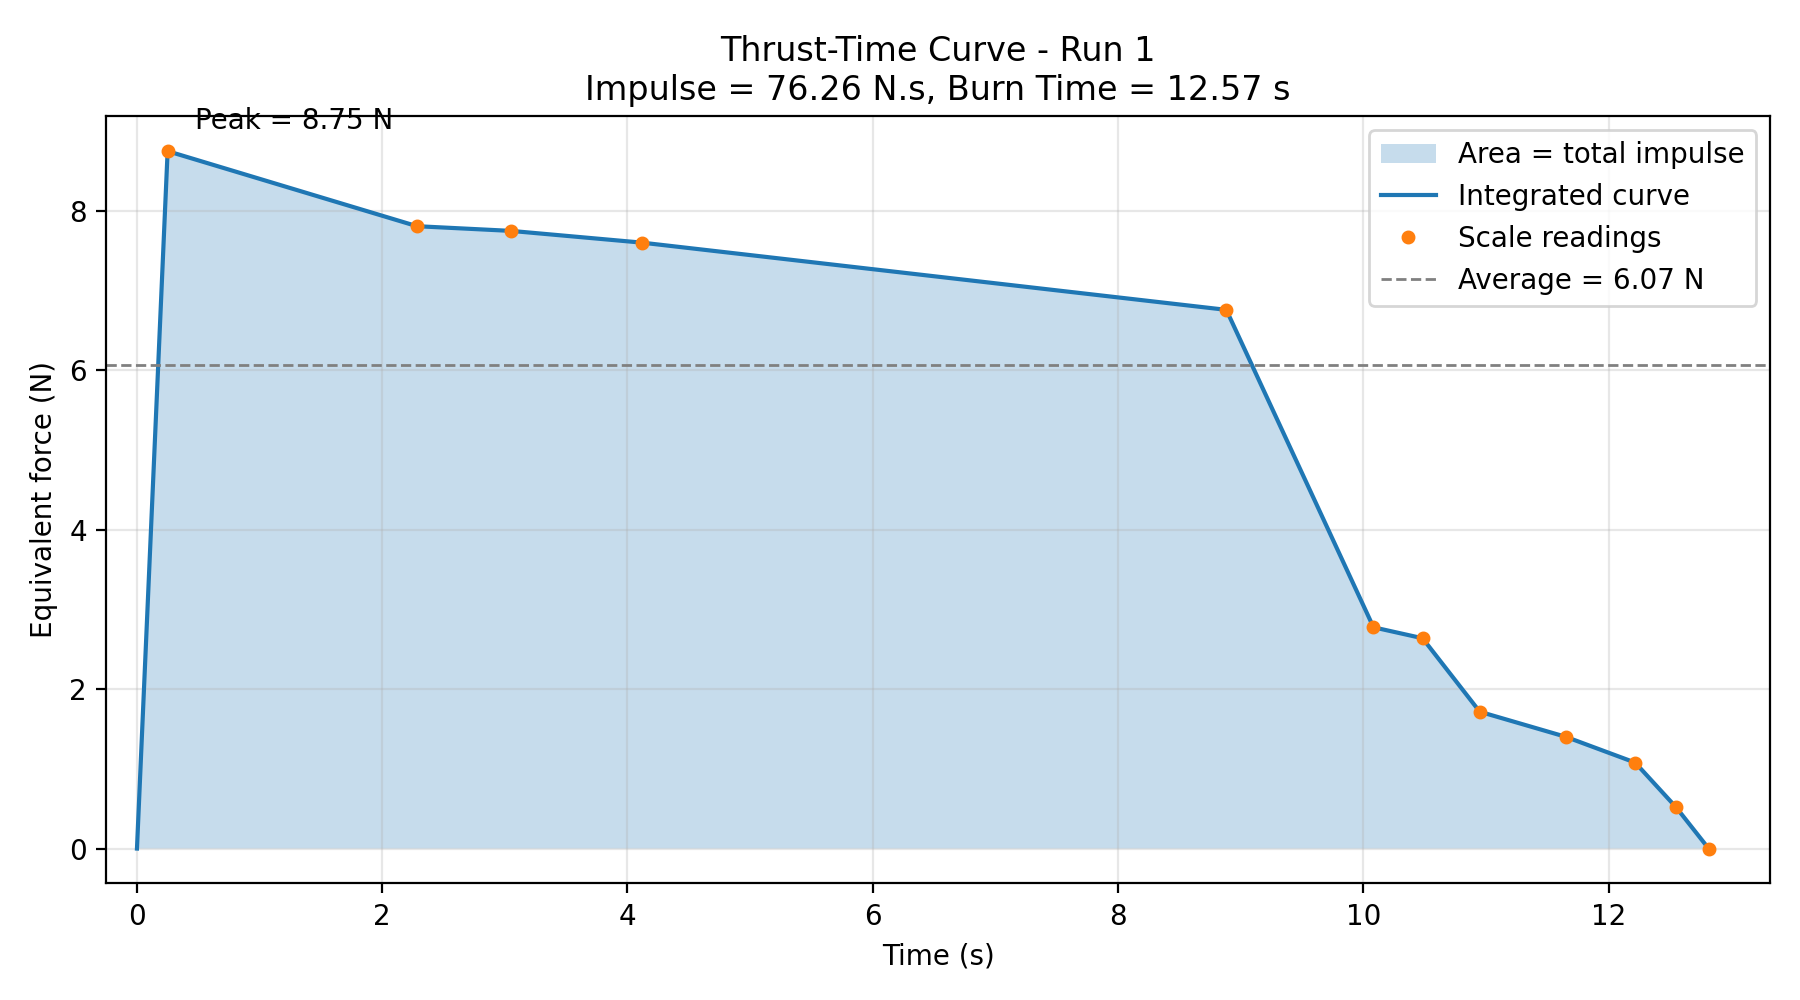 Thrust-Time Curve - Run 1
Impulse = 76.26 N.s, Burn Time = 12.57 s
Peak = 8.75 N
Area = total impulse
Integrated curve
Scale readings
Average = 6.07 N
Equivalent force (N)
8
6
4
2
0
0 2 4 6 8 10 12
Time (s)